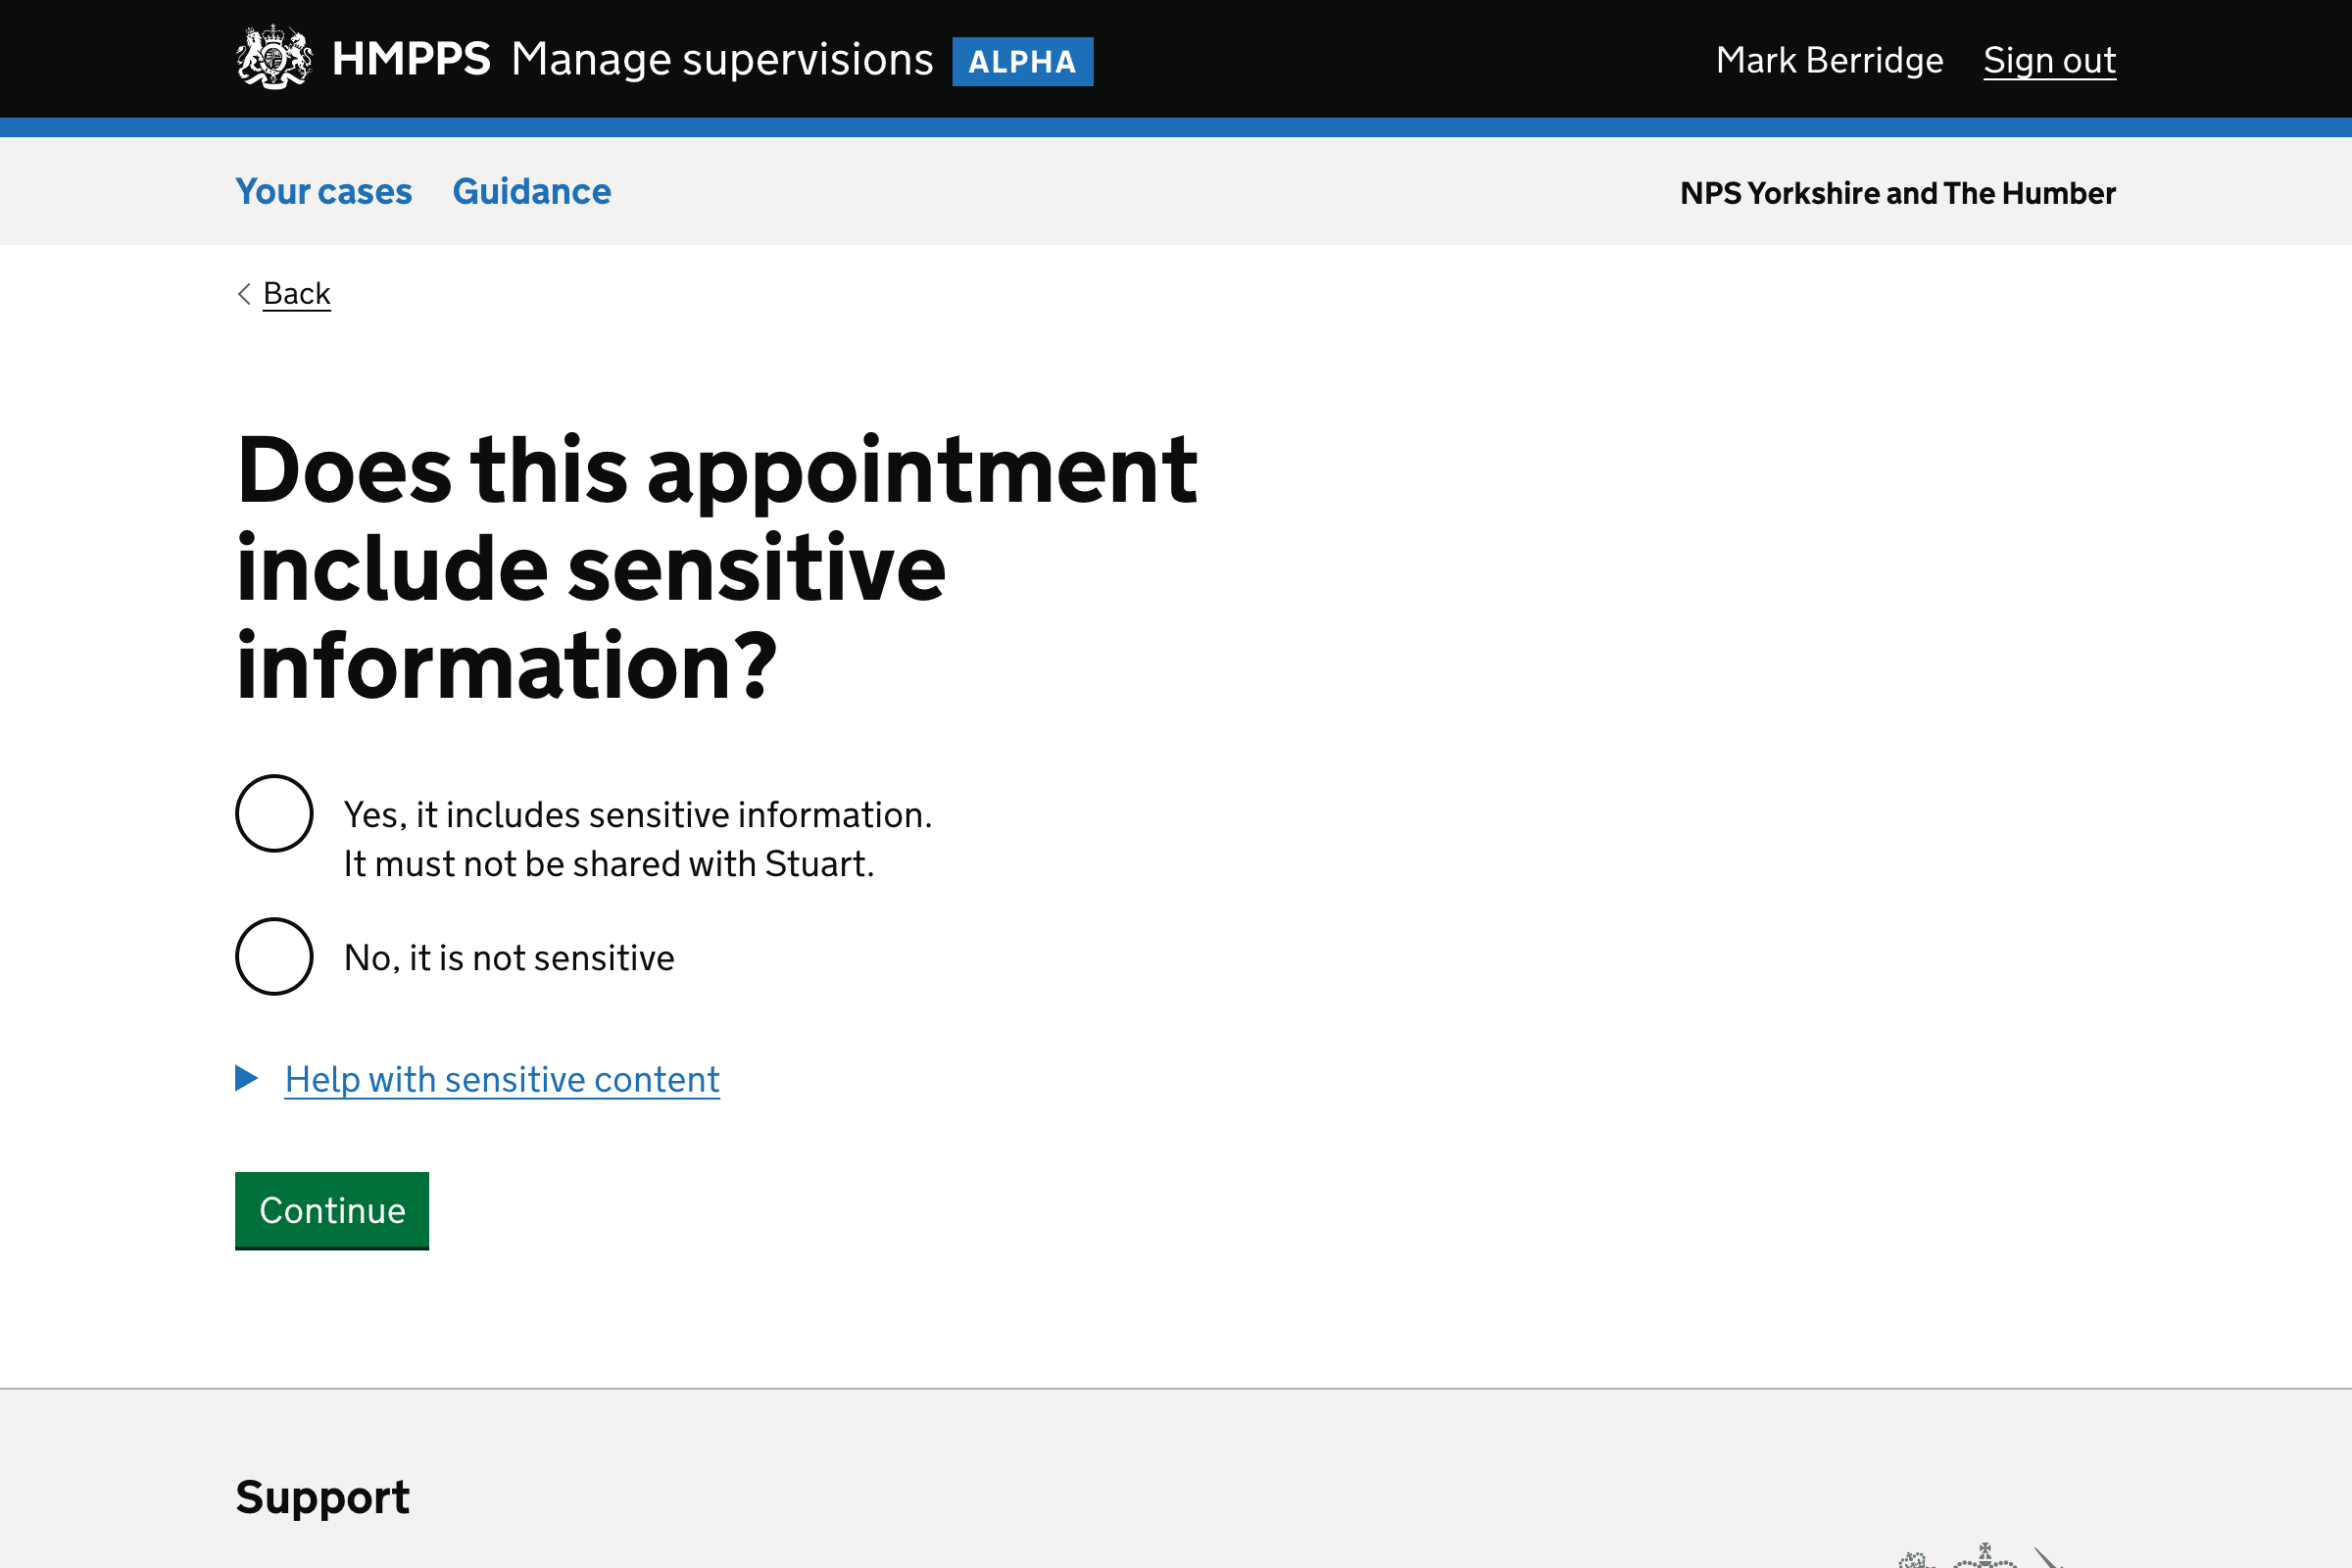 HMPPS Manage supervisions ALPHA
Mark Berridge Sign out
Your cases Guidance
NPS Yorkshire and The Humber
Back
Does this appointment
include sensitive
information?
Yes, it includes sensitive information.
It must not be shared with Stuart.
No, it is not sensitive
Help with sensitive content
Continue
Support